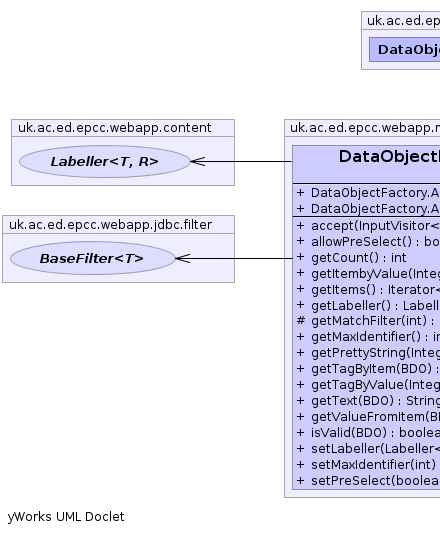 uk.ac.ed.ep
DataObj
uk.ac.ed.epcc.webapp.content
Labeller<T, R>
uk.ac.ed.epcc.webapp.jdbc.filter
BaseFilter<T>
uk.ac.ed.epcc.webapp.r
DataObject
+ DataObjectFactory.A
+ DataObjectFactory.A
+ accept(InputVisitor<
+ allowPreSelect() : bo
+ getCount() : int
+ getItembyValue(Integ
+ getItems() : Iterator<
+ getLabeller() : Labell
# getMatchFilter(int) :
+ getMaxIdentifier() : i
+ getPrettyString(Integ
+ getTagByItem(BDO) :
+ getTagByValue(Integ
+ getText(BDO) : String
+ getValueFromItem(B
+ isValid(BDO) : boolea
+ setLabeller(Labeller<
+ setMaxIdentifier(int)
+ setPreSelect(boolea
yWorks UML Doclet